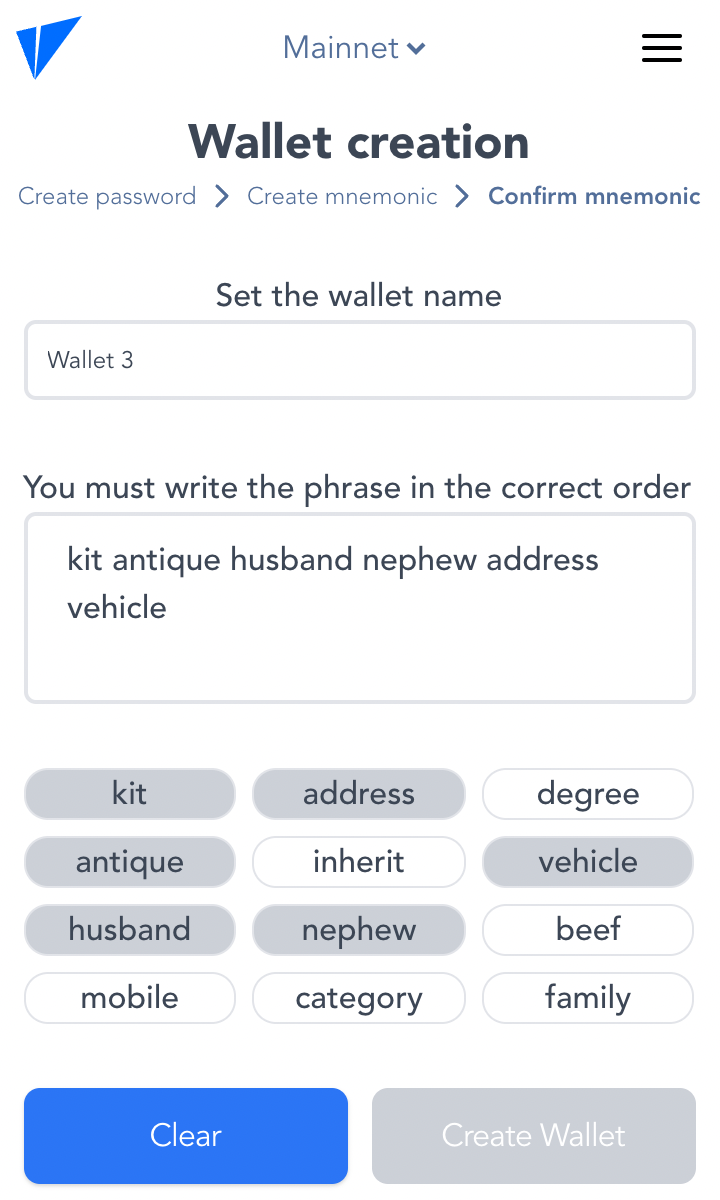 Mainnet
Wallet creation
Create password Create mnemonic Confirm mnemonic
Set the wallet name
Wallet 3
You must write the phrase in the correct order
kit antique husband nephew address
vehicle
kit address degree
antique inherit vehicle
husband nephew beef
mobile category family
Clear Create Wallet